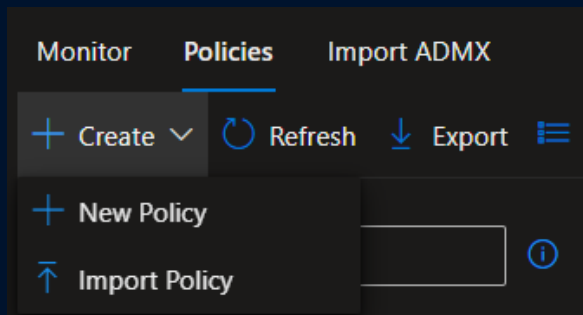 Monitor Policies Import ADMX
Create Refresh Export
New Policy
Import Policy